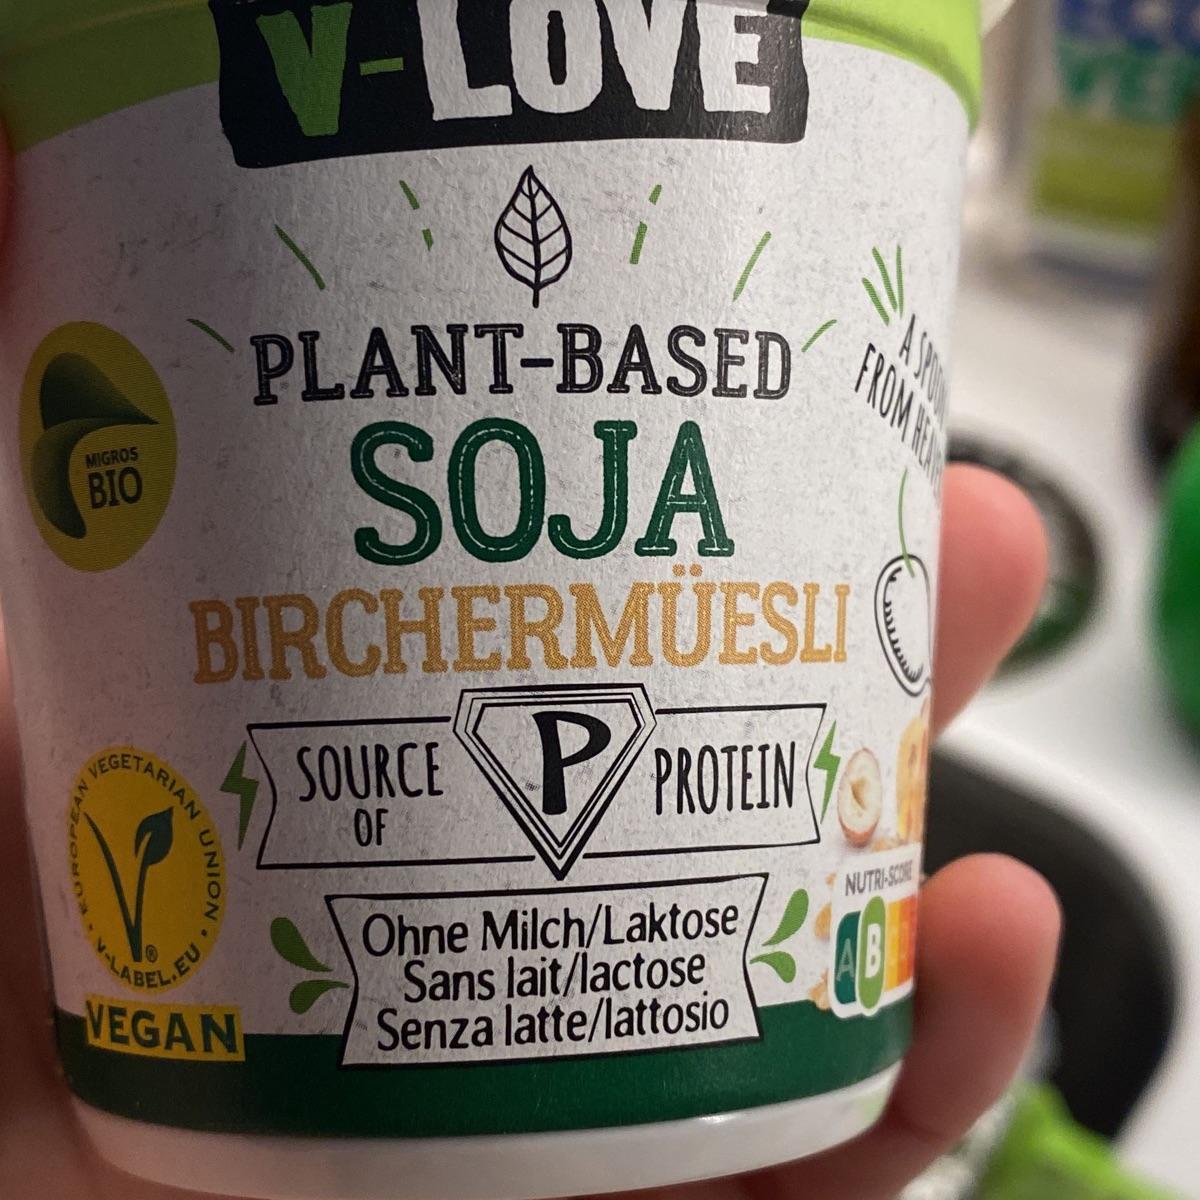 V-LOVE
PLANT-BASED
A
FROM
MIGROS
BIO
SOJA
BIRCHERMÜESLI
SOURCE
OF
P
PROTEIN
EUROPEAN VEGETARIAN UNION
V-LABEL.EU
®
VEGAN
NUTRI-SCORE
A B
Ohne Milch/Laktose
Sans lait/lactose
Senza latte/lattosio